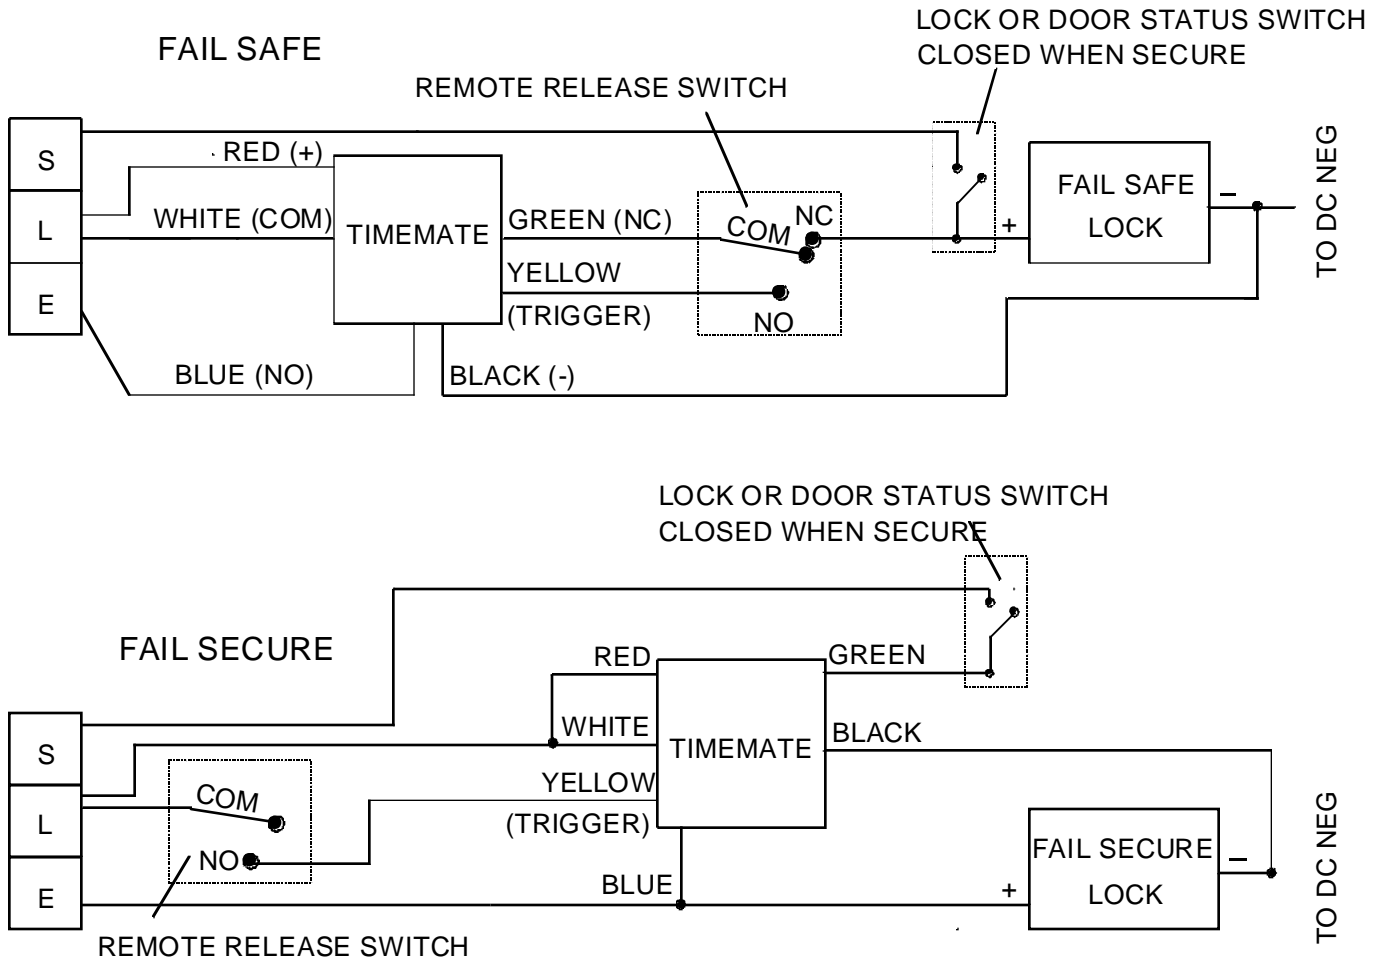 FAIL SAFE
LOCK OR DOOR STATUS SWITCH
CLOSED WHEN SECURE
REMOTE RELEASE SWITCH
S
L
E
RED (+)
WHITE (COM)
TIMEMATE
GREEN (NC)
YELLOW
(TRIGGER)
COM
NC
NO
+
FAIL SAFE
LOCK
–
TO DC NEG
BLUE (NO)
BLACK (-)
LOCK OR DOOR STATUS SWITCH
CLOSED WHEN SECURE
FAIL SECURE
RED
GREEN
WHITE
TIMEMATE
BLACK
YELLOW
(TRIGGER)
S
L
E
COM
NO
BLUE
+
FAIL SECURE
LOCK
–
TO DC NEG
REMOTE RELEASE SWITCH